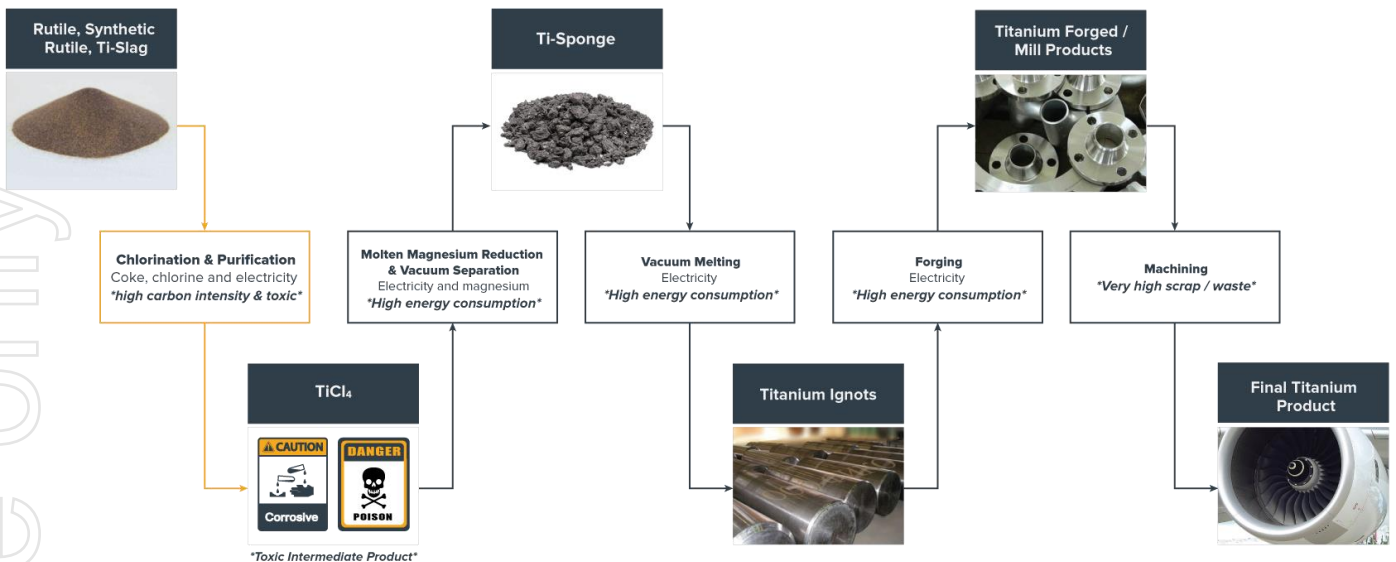 Rutile, Synthetic
Rutile, Ti-Slag
Chlorination & Purification
Coke, chlorine and electricity
*high carbon intensity & toxic*
TiCl₄
CAUTION
Corrosive
DANGER
POISON
*Toxic Intermediate Product*
Molten Magnesium Reduction
& Vacuum Separation
Electricity and magnesium
*High energy consumption*
Ti-Sponge
Vacuum Melting
Electricity
*High energy consumption*
Titanium Ignots
Forging
Electricity
*High energy consumption*
Titanium Forged /
Mill Products
Machining
*Very high scrap / waste*
Final Titanium
Product
e only